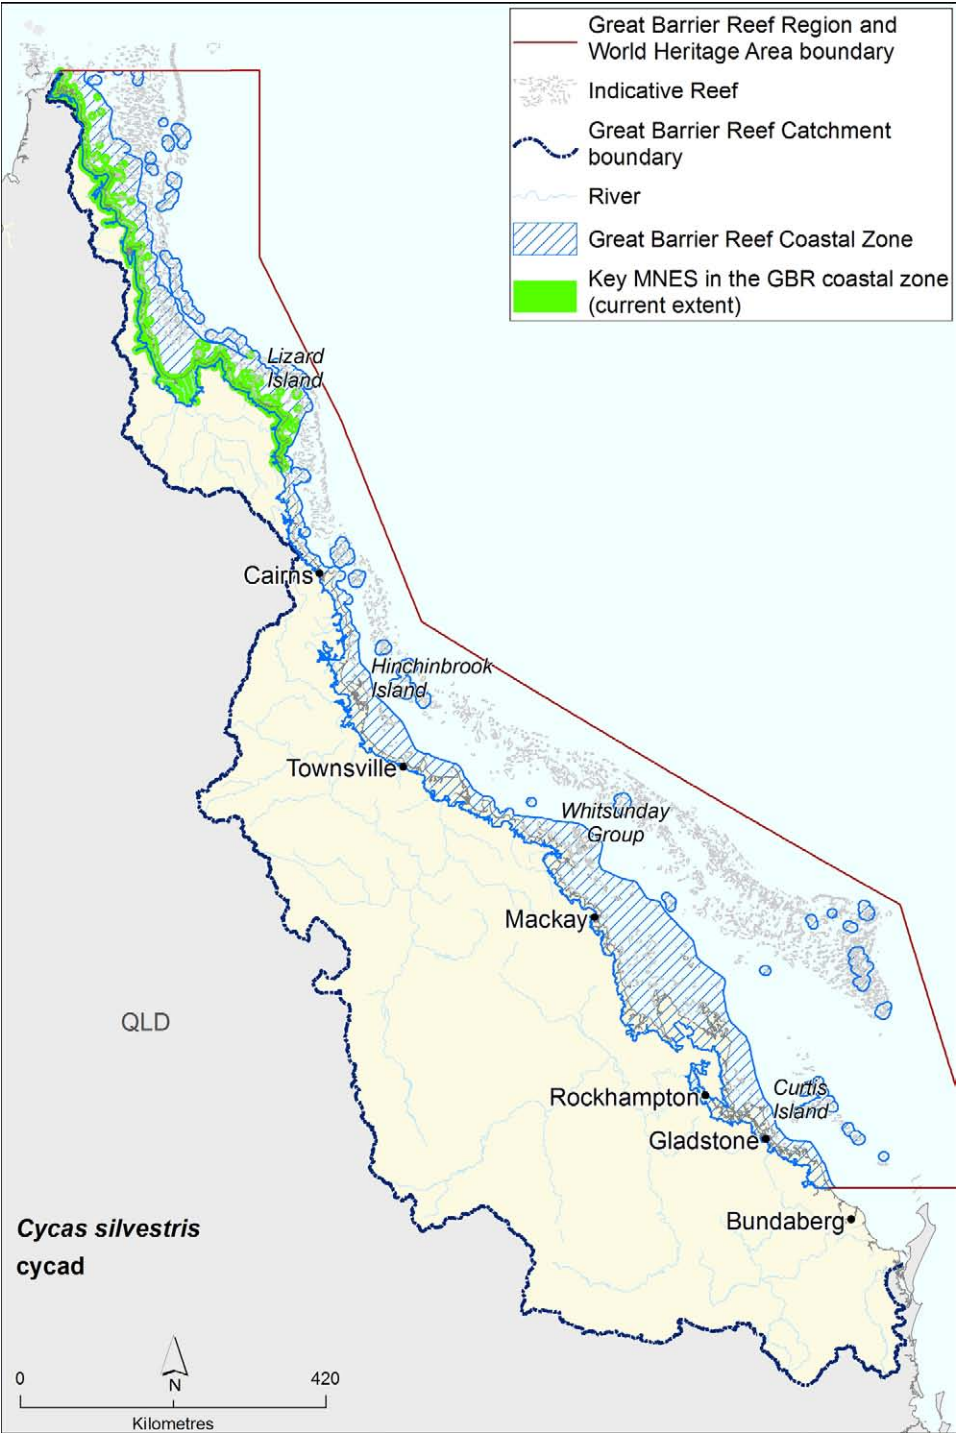 Great Barrier Reef Region and
World Heritage Area boundary
Indicative Reef
Great Barrier Reef Catchment
boundary
River
Great Barrier Reef Coastal Zone
Key MNES in the GBR coastal zone
(current extent)
Lizard
Island
Cairns
Hinchinbrook
Island
Townsville
Whitsunday
Group
Mackay
QLD
Rockhampton
Curtis
Island
Gladstone
Bundaberg
Cycas silvestris
cycad
0
N
420
Kilometres